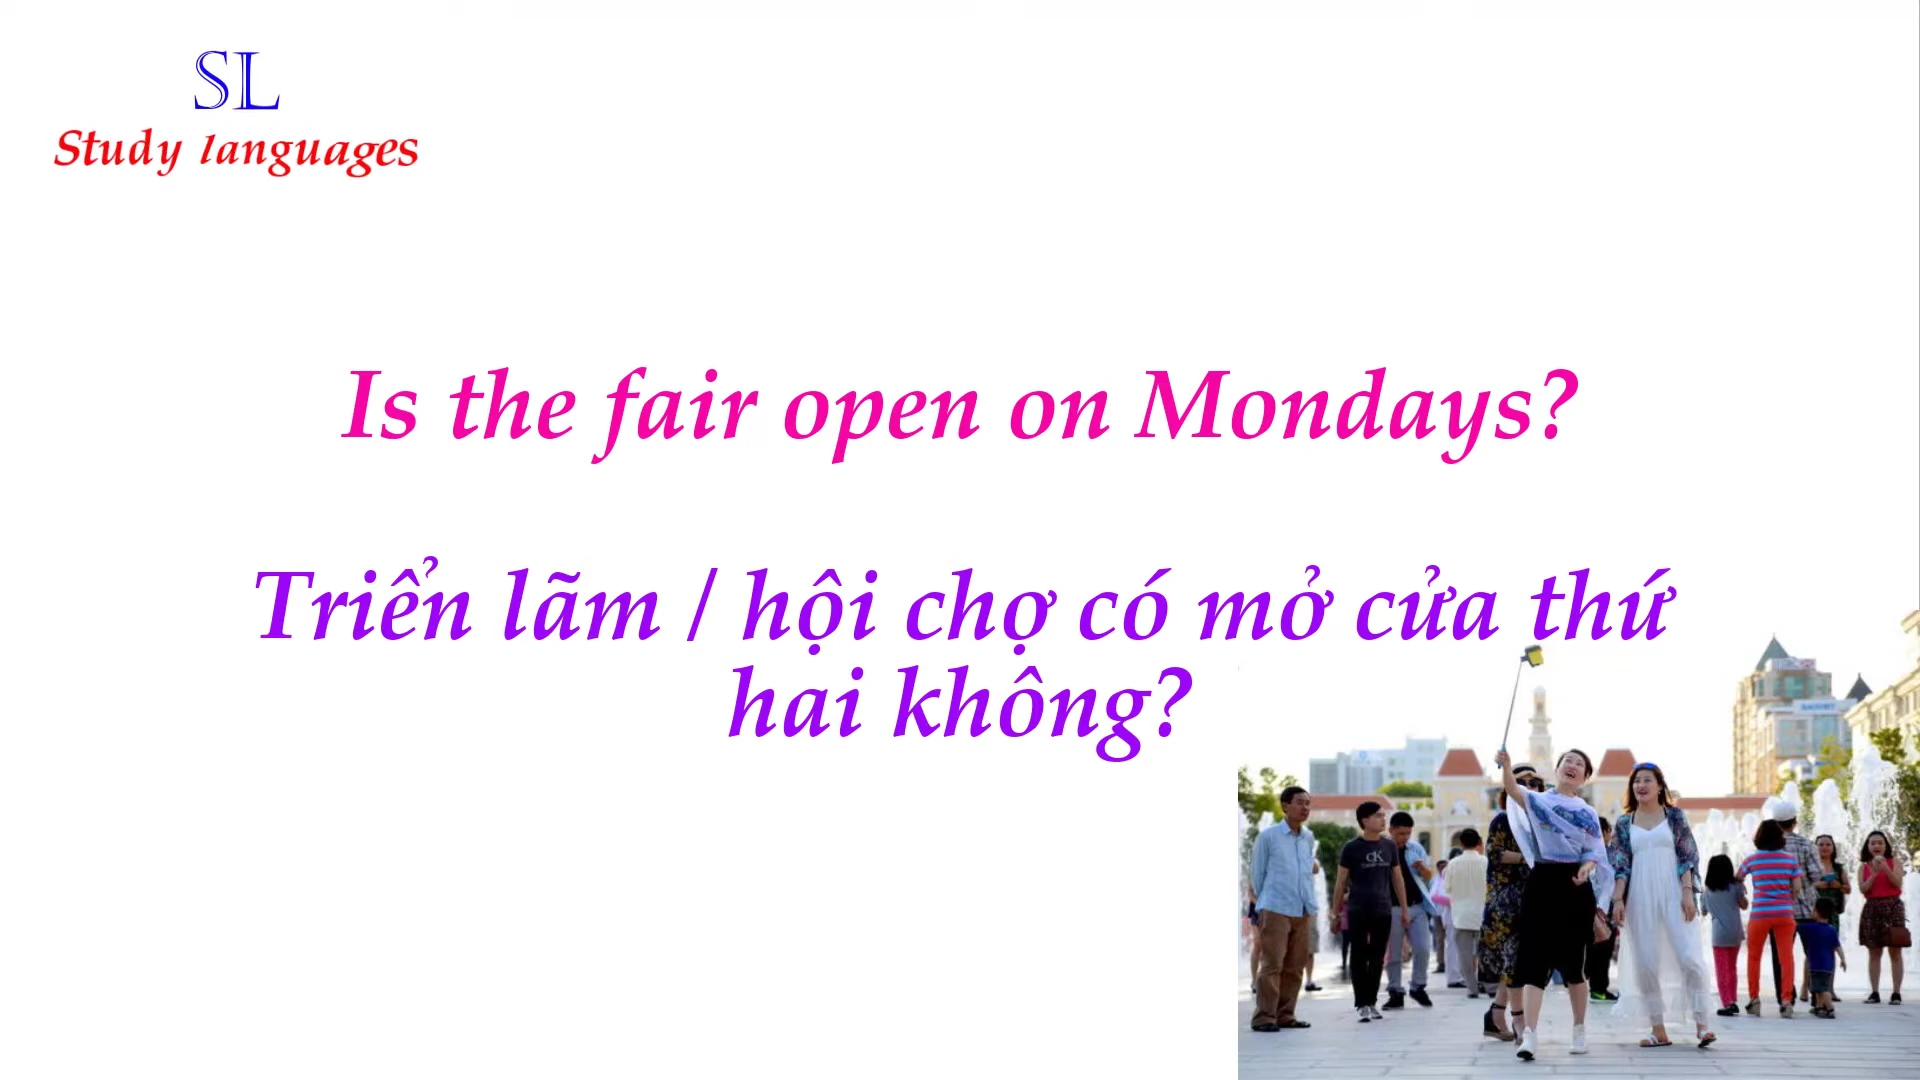 SL
Study languages
Is the fair open on Mondays?
Triển lãm / hội chợ có mở cửa thứ
hai không?